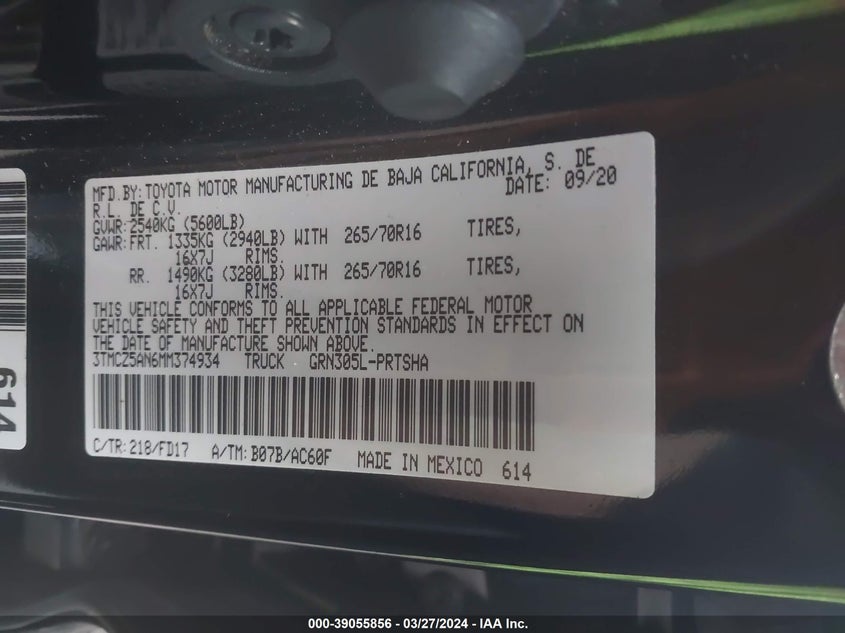 MFD.BY:TOYOTA MOTOR MANUFACTURING DE BAJA CALIFORNIA, S. DE
R.L. DE C.V. DATE: 09/20
GVWR:2540KG (5600LB)
GAWR:FRT. 1335KG (2940LB) WITH 265/70R16 TIRES,
16X7J RIMS.
RR. 1490KG (3280LB) WITH 265/70R16 TIRES,
16X7J RIMS.
THIS VEHICLE CONFORMS TO ALL APPLICABLE FEDERAL MOTOR
VEHICLE SAFETY AND THEFT PREVENTION STANDARDS IN EFFECT ON
THE DATE OF MANUFACTURE SHOWN ABOVE.
3TMCZ5AN6MM374934 TRUCK GRN305L-PRTSHA
C/TR:218/FD17 A/TM:B07B/AC60F MADE IN MEXICO 614
614
000-39055856 - 03/27/2024 - IAA Inc.